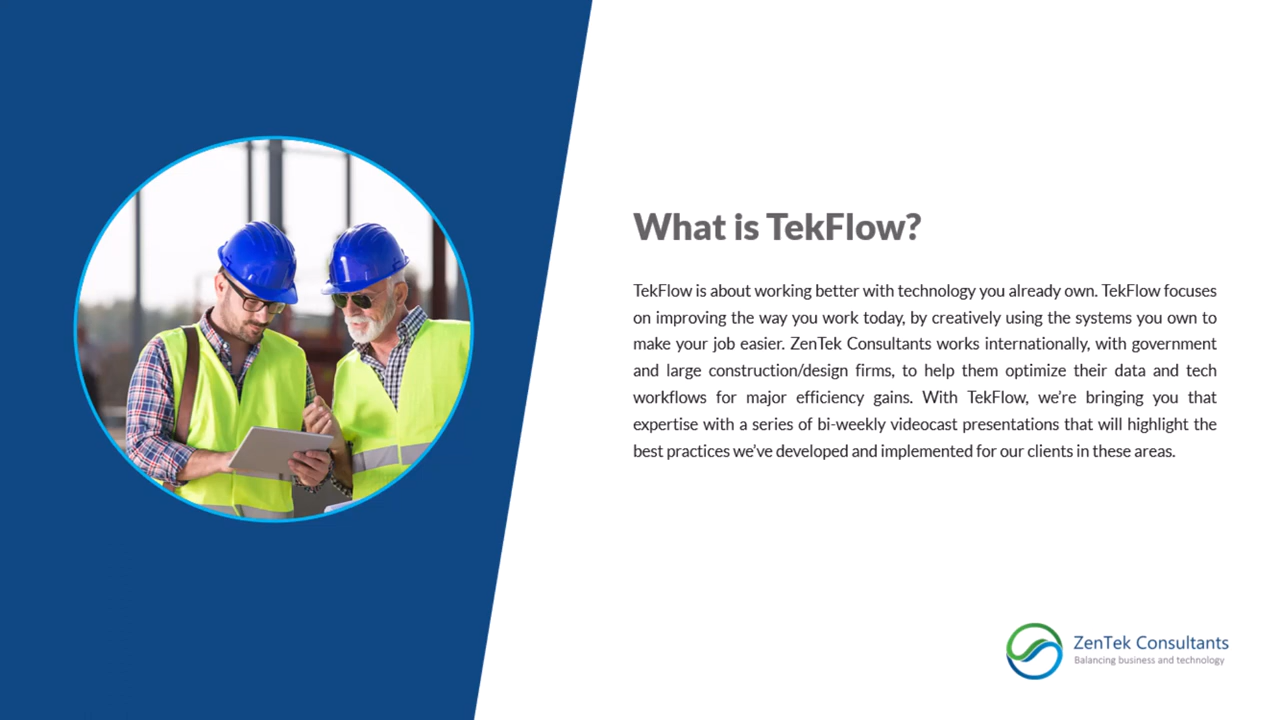 What is TekFlow?
TekFlow is about working better with technology you already own. TekFlow focuses
on improving the way you work today, by creatively using the systems you own to
make your job easier. ZenTek Consultants works internationally, with government
and large construction/design firms, to help them optimize their data and tech
workflows for major efficiency gains. With TekFlow, we’re bringing you that
expertise with a series of bi-weekly videocast presentations that will highlight the
best practices we’ve developed and implemented for our clients in these areas.
ZenTek Consultants
Balancing business and technology